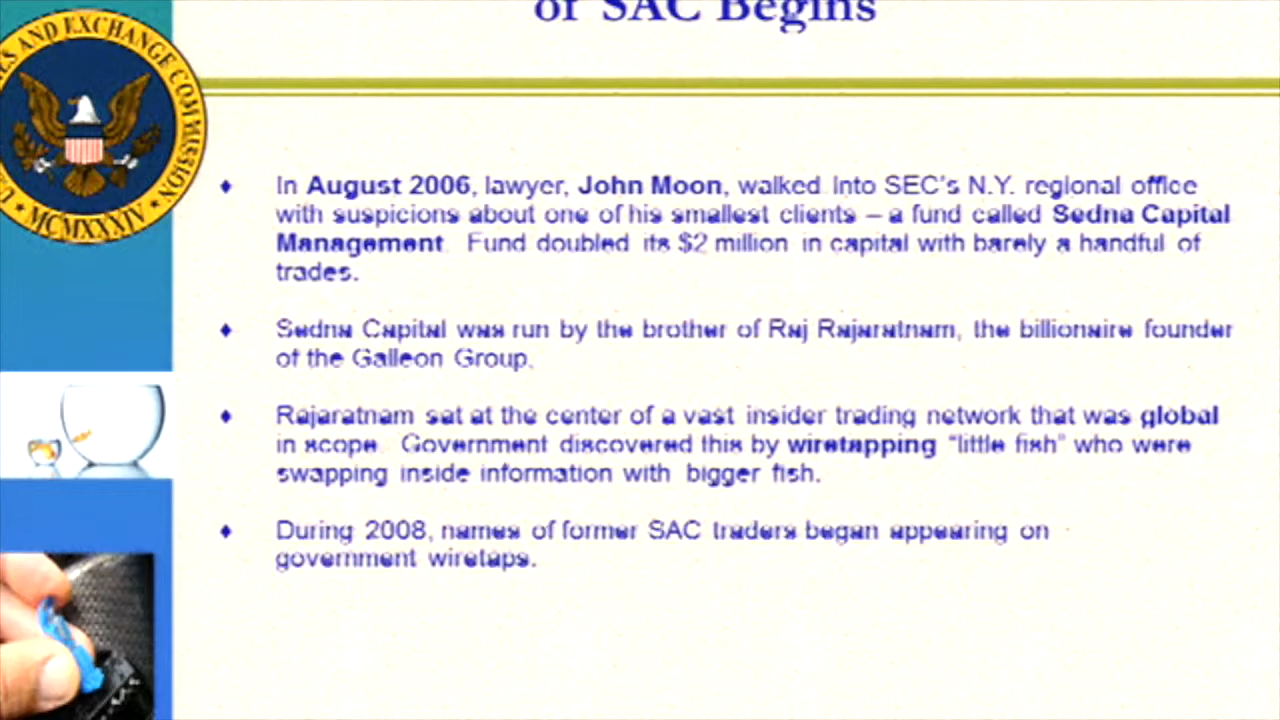 of SAC Begins
ES AND EXCHANGE COMMISSION
MCMXXXIV
In August 2006, lawyer, John Moon, walked into SEC's N.Y. regional office
with suspicions about one of his smallest clients – a fund called Sedna Capital
Management. Fund doubled its $2 million in capital with barely a handful of
trades.
Sedna Capital was run by the brother of Raj Rajaratnam, the billionaire founder
of the Galleon Group.
Rajaratnam sat at the center of a vast insider trading network that was global
in scope. Government discovered this by wiretapping "little fish" who were
swapping inside information with bigger fish.
During 2008, names of former SAC traders began appearing on
government wiretaps.